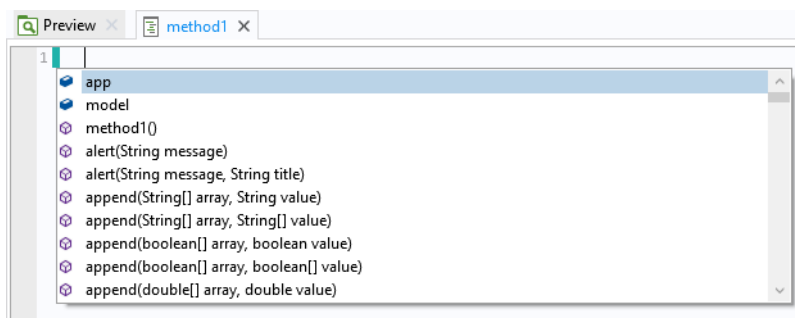 Preview method1
1
app
model
method1()
alert(String message)
alert(String message, String title)
append(String[] array, String value)
append(String[] array, String[] value)
append(boolean[] array, boolean value)
append(boolean[] array, boolean[] value)
append(double[] array, double value)